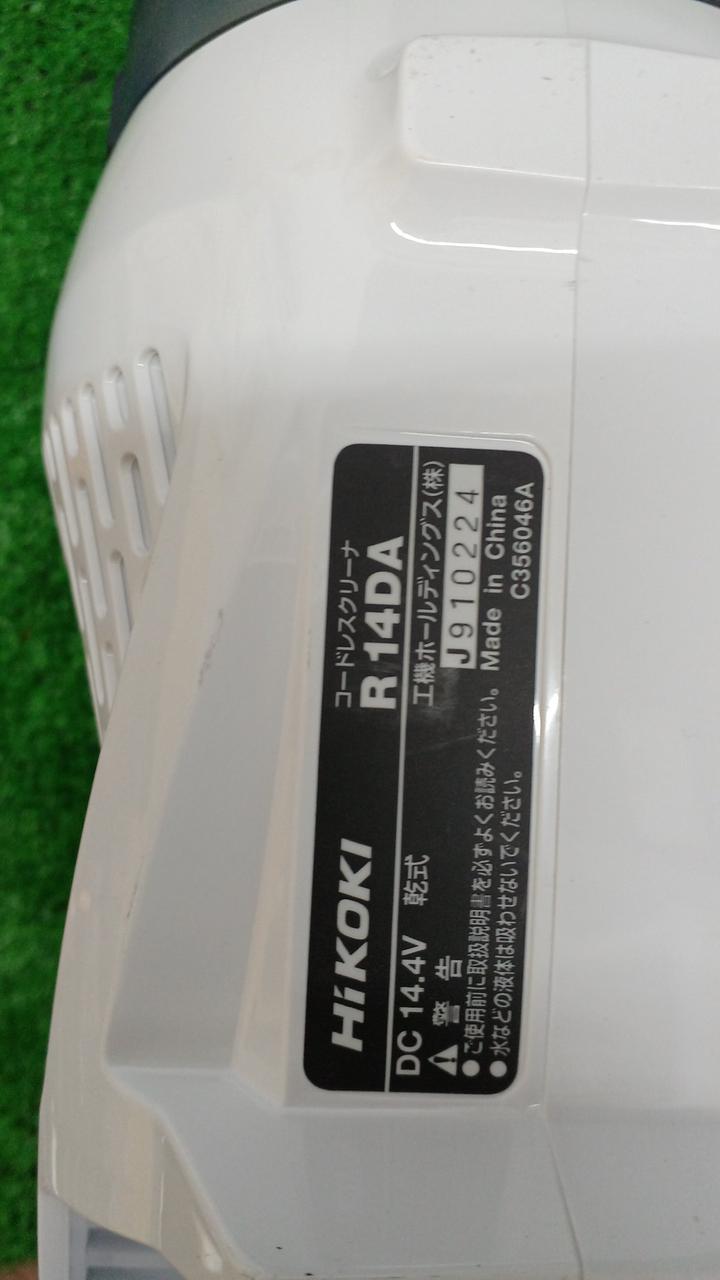 HiKOKI
コードレスクリーナ
R 14DA
DC 14.4V 乾式
工機ホールディングス(株)
⚠ 警告
J910224
●ご使用前に取扱説明書を必ずよくお読みください。
Made in China
●水などの液体は吸わせないでください。
C356046A